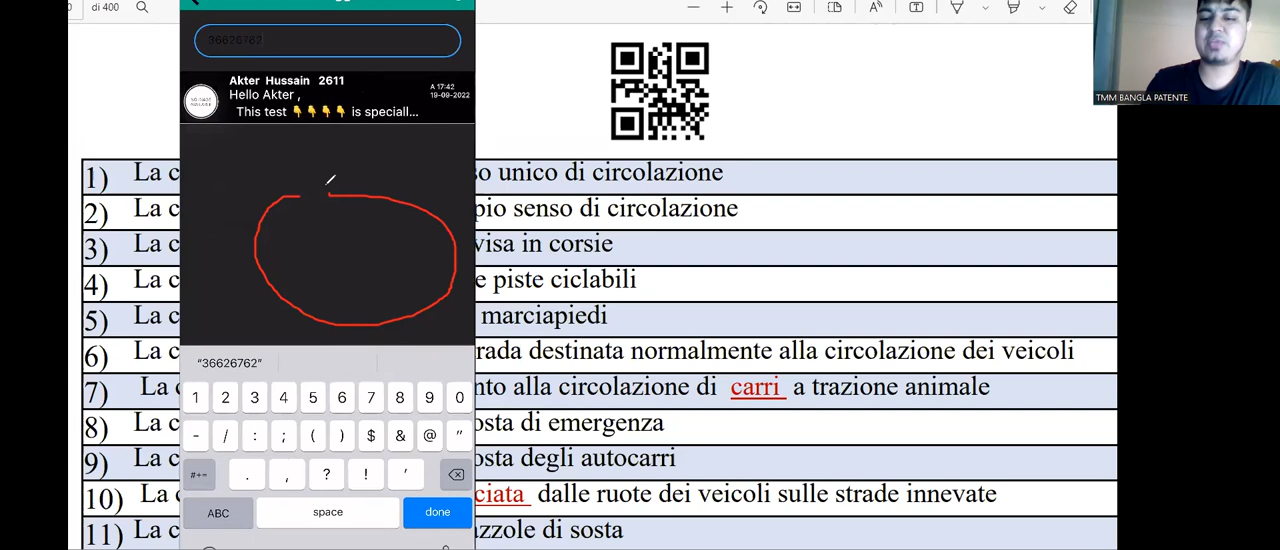 di 400
36626762
Akter Hussain 2611
Hello Akter ,
This test 👇👇👇👇 is speciall...
A 17:42
19-09-2022
TMM BANGLA PATENTE
1) La c so unico di circolazione
2) La c pio senso di circolazione
3) La c visa in corsie
4) La c e piste ciclabili
5) La c marciapiedi
6) La c rada destinata normalmente alla circolazione dei veicoli
7) La c nto alla circolazione di carri a trazione animale
8) La c osta di emergenza
9) La c osta degli autocarri
10) La c ciata dalle ruote dei veicoli sulle strade innevate
11) La c azzole di sosta
"36626762"
1 2 3 4 5 6 7 8 9 0
- / : ; ( ) $ & @ "
#+= . , ? ! '
ABC space done